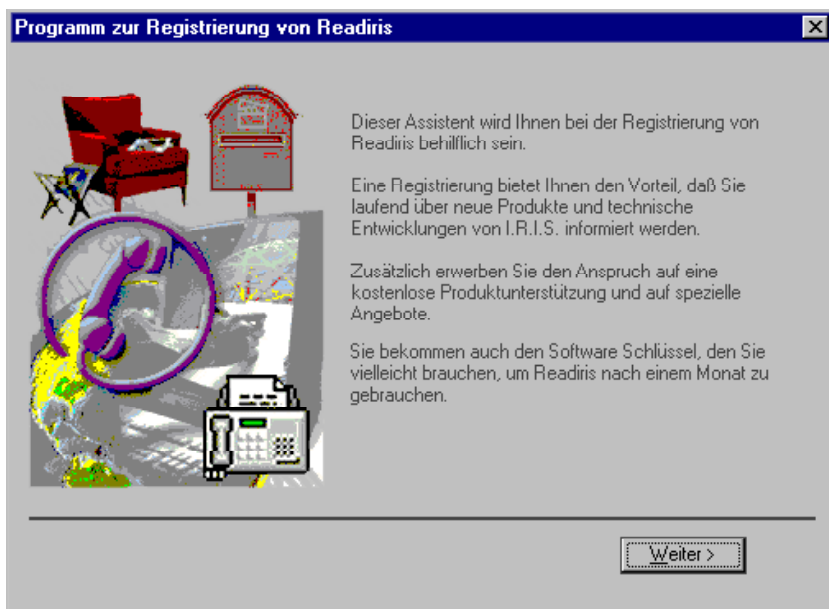 Programm zur Registrierung von Readiris
Dieser Assistent wird Ihnen bei der Registrierung von
Readiris behilflich sein.
Eine Registrierung bietet Ihnen den Vorteil, daß Sie
laufend über neue Produkte und technische
Entwicklungen von I.R.I.S. informiert werden.
Zusätzlich erwerben Sie den Anspruch auf eine
kostenlose Produktunterstützung und auf spezielle
Angebote.
Sie bekommen auch den Software Schlüssel, den Sie
vielleicht brauchen, um Readiris nach einem Monat zu
gebrauchen.
Weiter >